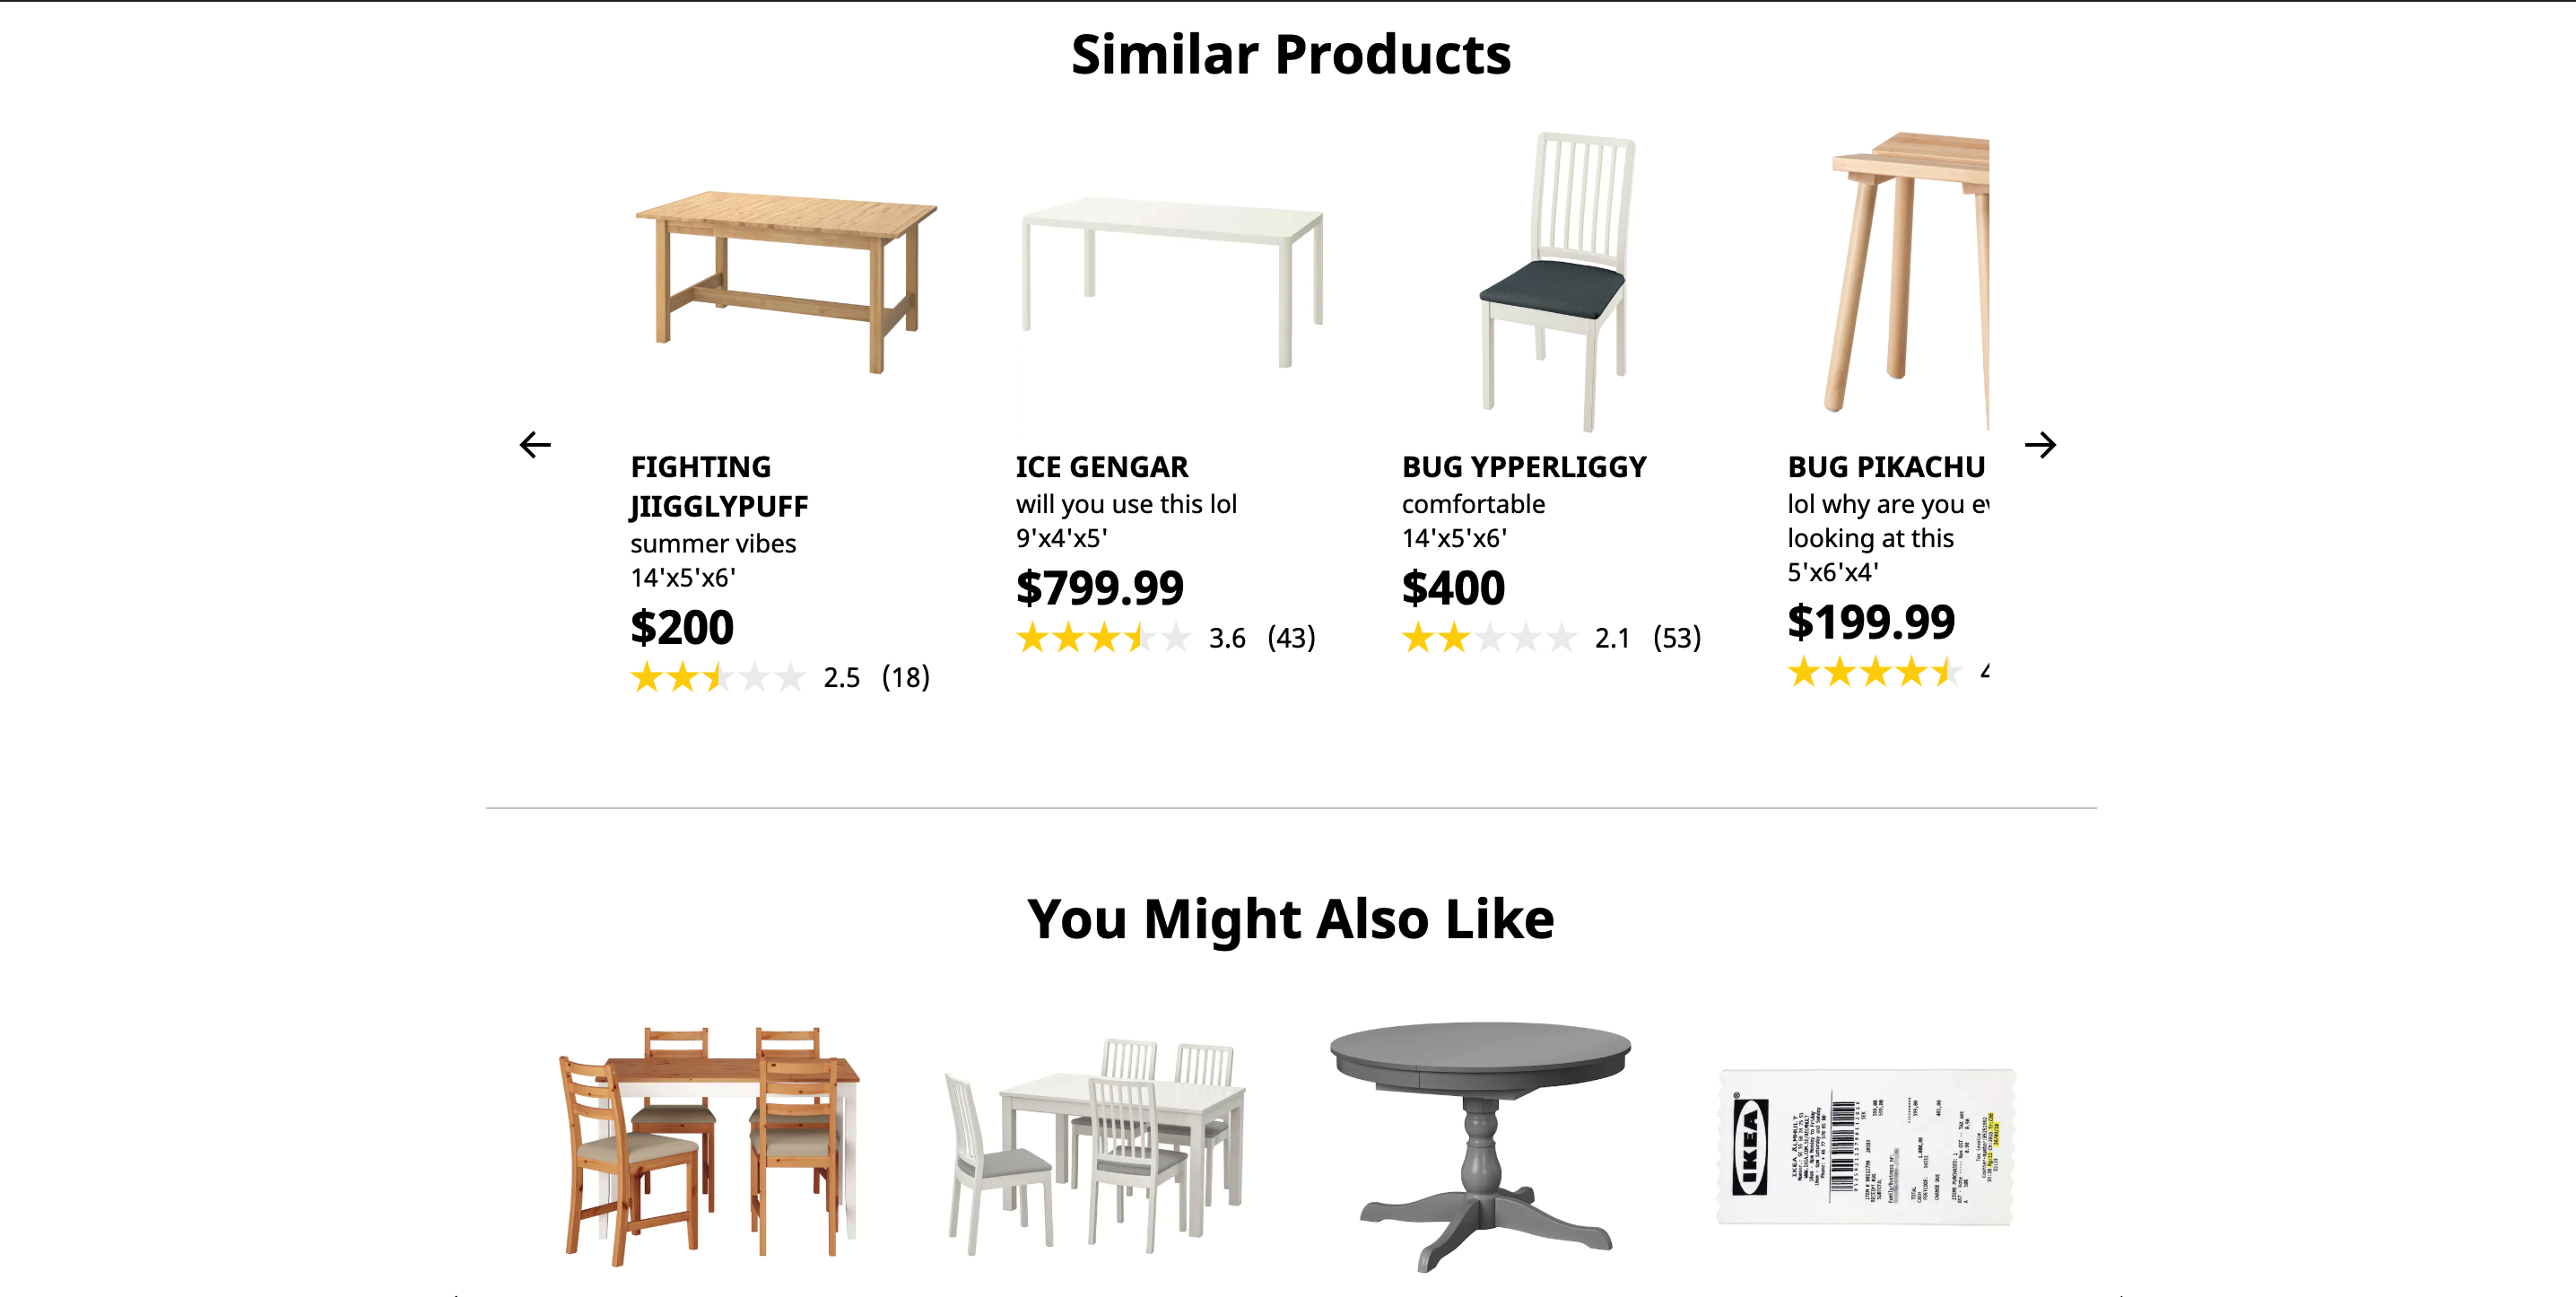 Similar Products
FIGHTING
JIIGGLYPUFF
summer vibes
14'x5'x6'
$200
2.5 (18)
ICE GENGAR
will you use this lol
9'x4'x5'
$799.99
3.6 (43)
BUG YPPERLIGGY
comfortable
14'x5'x6'
$400
2.1 (53)
BUG PIKACHU
lol why are you
looking at this
5'x6'x4'
$199.99
You Might Also Like
IKEA